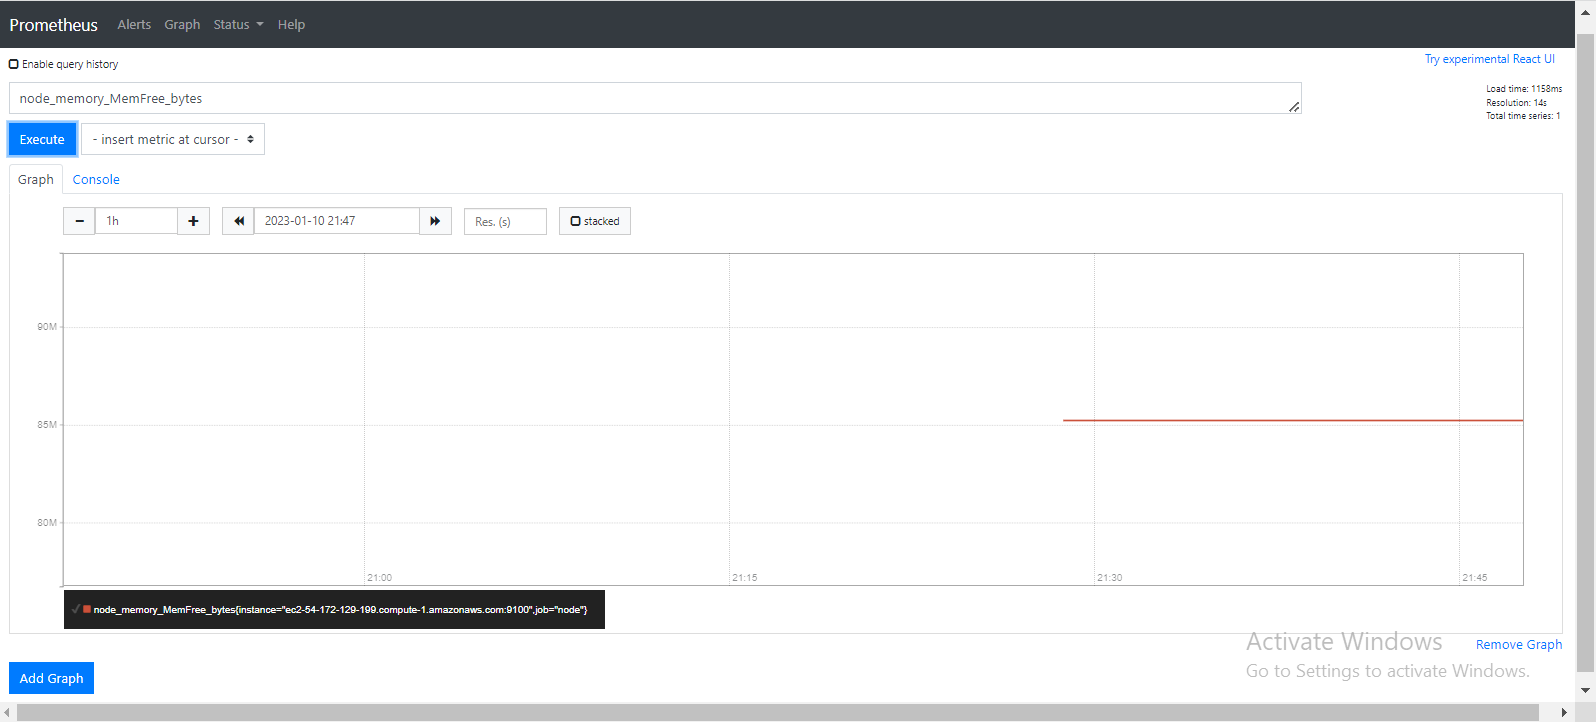 Prometheus Alerts Graph Status Help
Enable query history
Try experimental React UI
node_memory_MemFree_bytes
Load time: 1158ms
Resolution: 14s
Total time series: 1
Execute - insert metric at cursor -
Graph Console
1h 2023-01-10 21:47 Res. (s) stacked
90M
85M
80M
21:00 21:15 21:30 21:45
node_memory_MemFree_bytes{instance="ec2-54-172-129-199.compute-1.amazonaws.com:9100",job="node"}
Activate Windows
Remove Graph
Go to Settings to activate Windows.
Add Graph